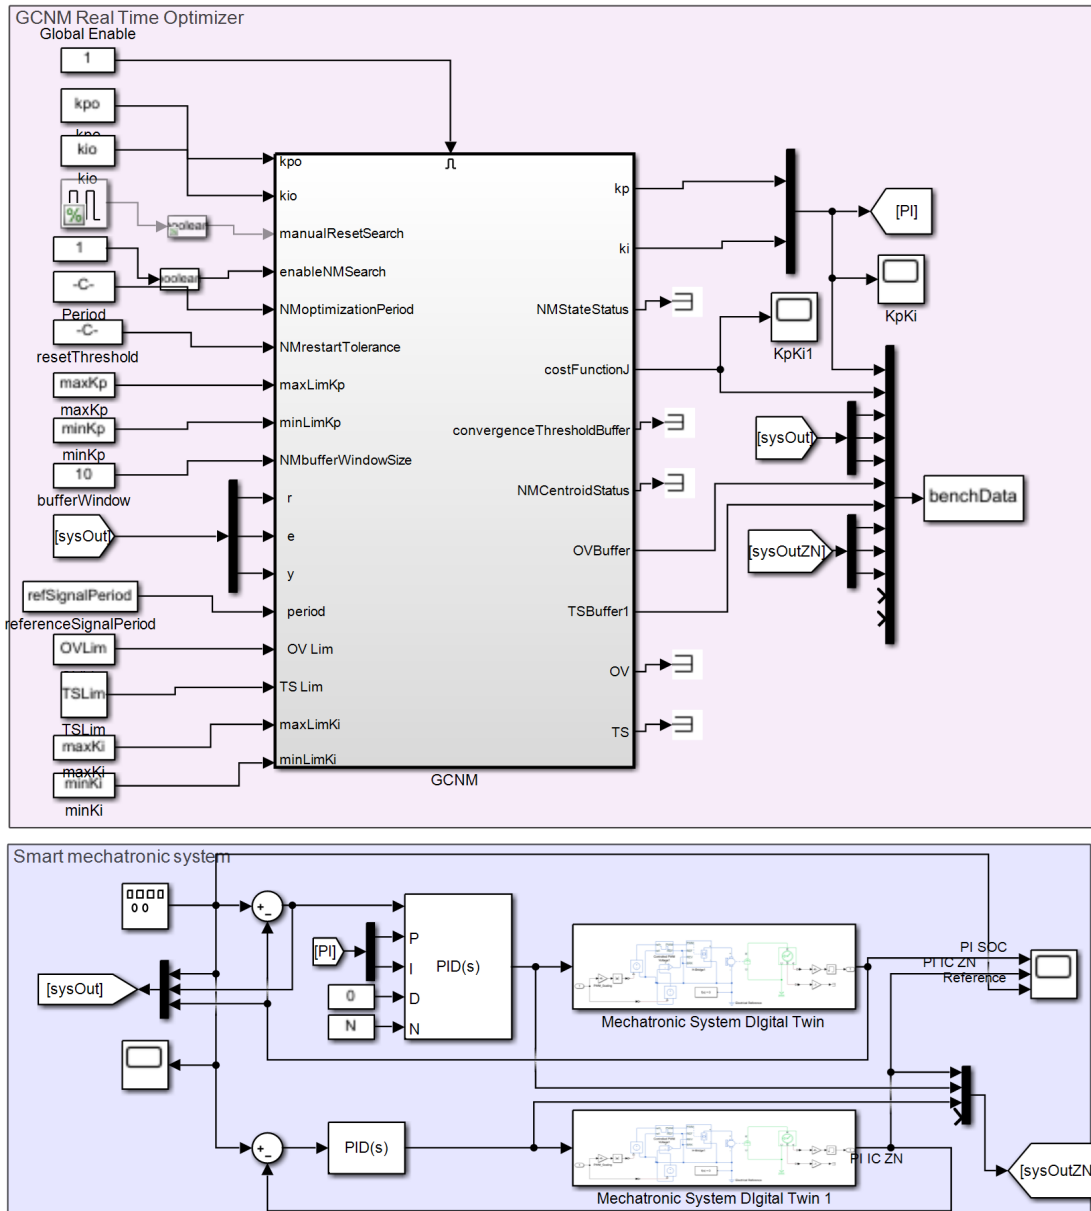 GCNM Real Time Optimizer
Global Enable
1
kpo
kpo
kio
kio
%
boolean
1
boolean
-C-
Period
-C-
resetThreshold
maxKp
maxKp
minKp
minKp
10
bufferWindow
[sysOut]
refSignalPeriod
referenceSignalPeriod
OVLim
TSLim
TSLim
maxKi
maxKi
minKi
minKi
kpo
kio
manualResetSearch
enableNMSearch
NMoptimizationPeriod
NMrestartTolerance
maxLimKp
minLimKp
NMbufferWindowSize
r
e
y
period
OV Lim
TS Lim
maxLimKi
minLimKi
kp
ki
NMStateStatus
costFunctionJ
convergenceThresholdBuffer
NMCentroidStatus
OVBuffer
TSBuffer1
OV
TS
GCNM
[PI]
KpKi
KpKi1
[sysOut]
[sysOutZN]
benchData
Smart mechatronic system
[sysOut]
[PI]
0
N
P
I
D
N
PID(s)
Mechatronic System DIgital Twin
PI SOC
PI IC ZN
Reference
PID(s)
PI IC ZN
Mechatronic System DIgital Twin 1
[sysOutZN